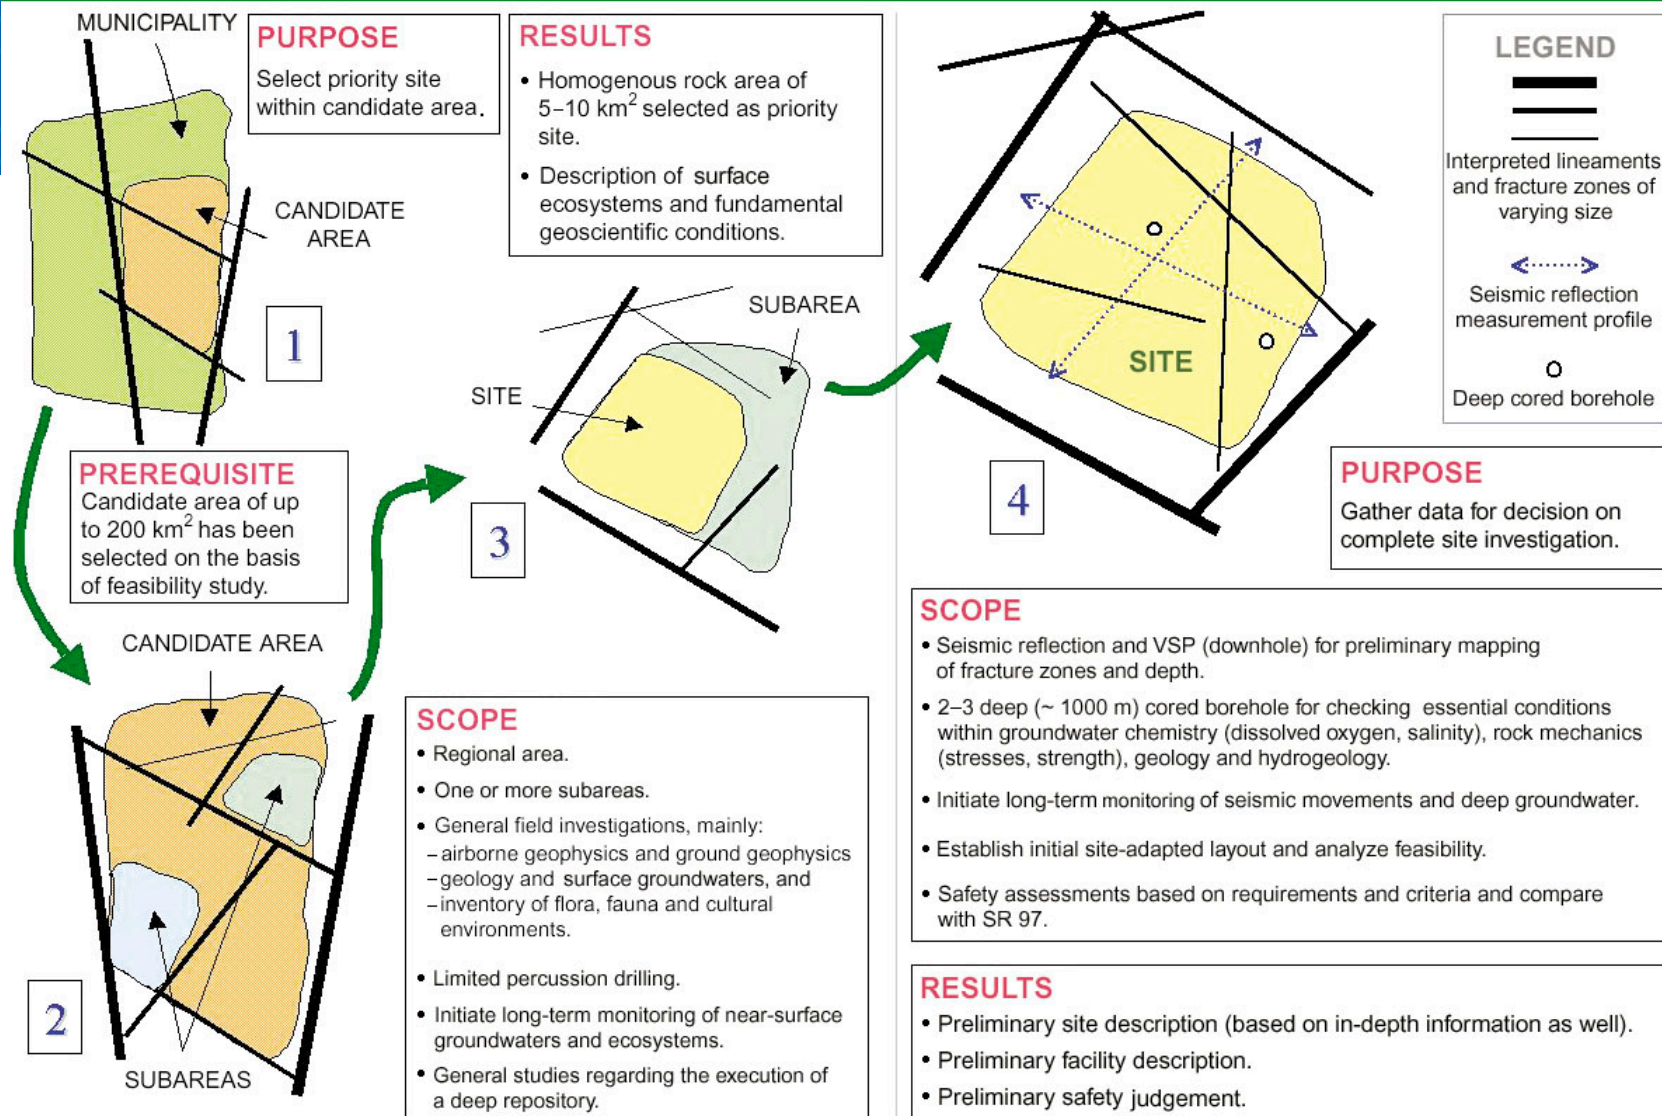 MUNICIPALITY
PURPOSE
Select priority site
within candidate area.
RESULTS
• Homogenous rock area of
5–10 km² selected as priority
site.
• Description of surface
ecosystems and fundamental
geoscientific conditions.
CANDIDATE
AREA
1
PREREQUISITE
Candidate area of up
to 200 km² has been
selected on the basis
of feasibility study.
CANDIDATE AREA
2
SUBAREAS
SUBAREA
SITE
3
SCOPE
• Regional area.
• One or more subareas.
• General field investigations, mainly:
– airborne geophysics and ground geophysics
– geology and surface groundwaters, and
– inventory of flora, fauna and cultural
environments.
• Limited percussion drilling.
• Initiate long-term monitoring of near-surface
groundwaters and ecosystems.
• General studies regarding the execution of
a deep repository.
SITE
4
LEGEND
Interpreted lineaments
and fracture zones of
varying size
Seismic reflection
measurement profile
Deep cored borehole
PURPOSE
Gather data for decision on
complete site investigation.
SCOPE
• Seismic reflection and VSP (downhole) for preliminary mapping
of fracture zones and depth.
• 2–3 deep (~ 1000 m) cored borehole for checking essential conditions
within groundwater chemistry (dissolved oxygen, salinity), rock mechanics
(stresses, strength), geology and hydrogeology.
• Initiate long-term monitoring of seismic movements and deep groundwater.
• Establish initial site-adapted layout and analyze feasibility.
• Safety assessments based on requirements and criteria and compare
with SR 97.
RESULTS
• Preliminary site description (based on in-depth information as well).
• Preliminary facility description.
• Preliminary safety judgement.